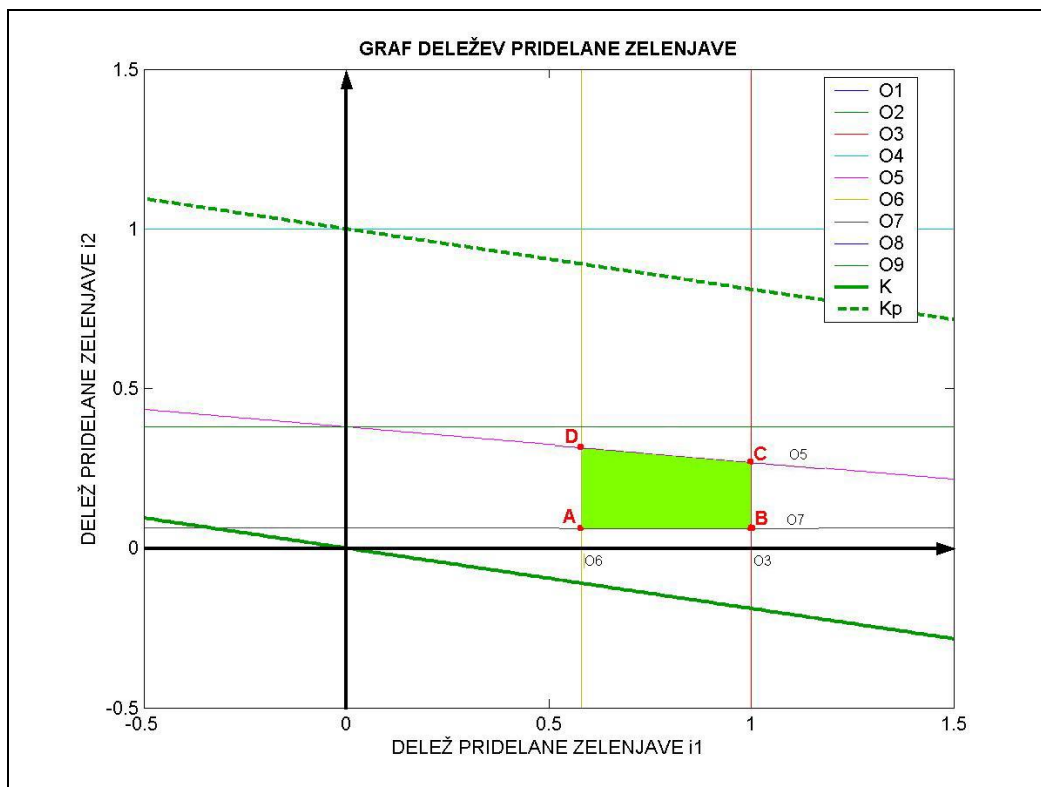 GRAF DELEŽEV PRIDELANE ZELENJAVE
1.5
O1
O2
O3
O4
O5
O6
O7
O8
O9
K
Kp
1
0.5
D
C
O5
A
B
O7
0
O6
O3
-0.5
-0.5
0
0.5
1
1.5
DELEŽ PRIDELANE ZELENJAVE i1
DELEŽ PRIDELANE ZELENJAVE i2